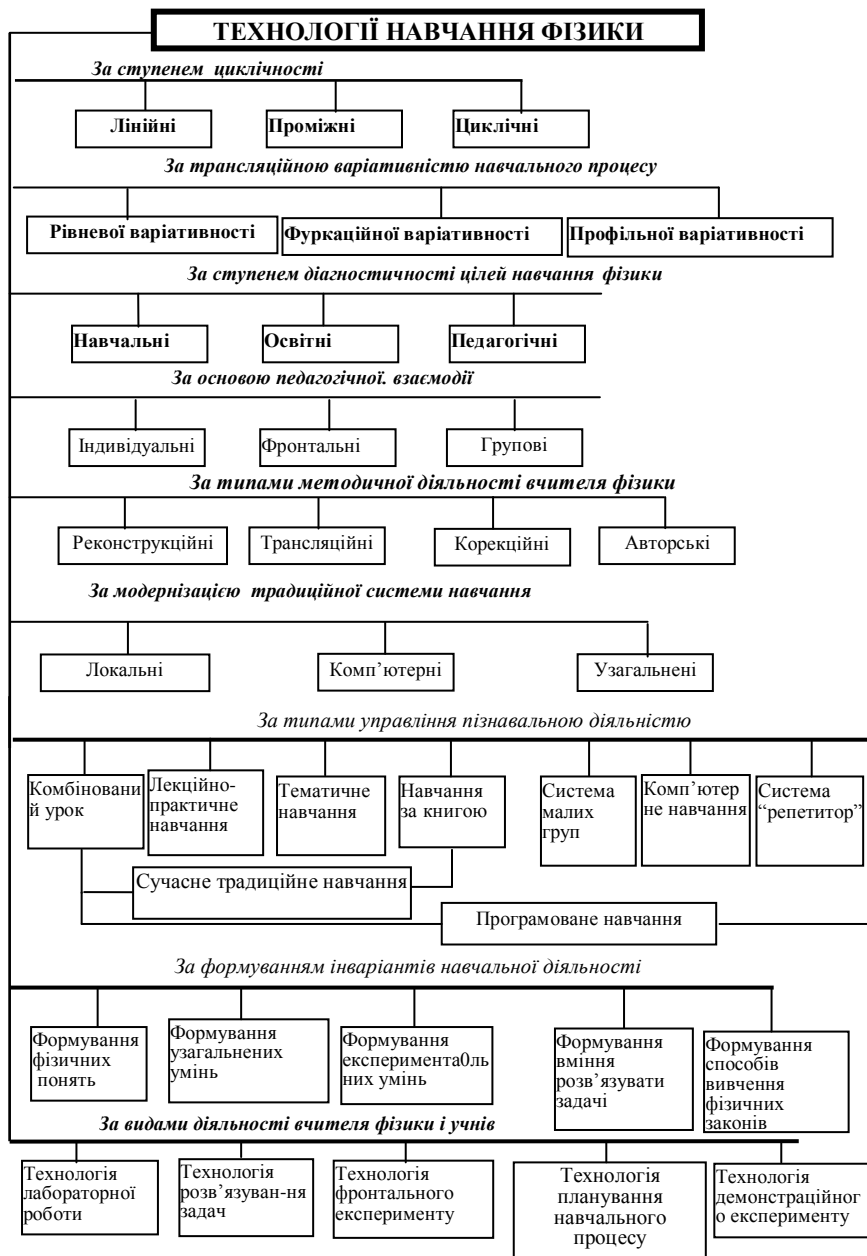 ТЕХНОЛОГІЇ НАВЧАННЯ ФІЗИКИ
За ступенем циклічності
Лінійні
Проміжні
Циклічні
За трансляційною варіативністю навчального процесу
Рівневої варіативності
Фуркаційної варіативності
Профільної варіативності
За ступенем діагностичності цілей навчання фізики
Навчальні
Освітні
Педагогічні
За основою педагогічної. взаємодії
Індивідуальні
Фронтальні
Групові
За типами методичної діяльності вчителя фізики
Реконструкційні
Трансляційні
Корекційні
Авторські
За модернізацією традиційної системи навчання
Локальні
Комп’ютерні
Узагальнені
За типами управління пізнавальною діяльністю
Комбіновани
й урок
Лекційно-
практичне
навчання
Тематичне
навчання
Навчання
за книгою
Система
малих
груп
Комп’ютер
не навчання
Система
“репетитор”
Сучасне традиційне навчання
Програмоване навчання
За формуванням інваріантів навчальної діяльності
Формування
фізичних
понять
Формування
узагальнених
умінь
Формування
експеримента0ль
них умінь
Формування
вміння
розв’язувати
задачі
Формування
способів
вивчення
фізичних
законів
За видами діяльності вчителя фізики і учнів
Технологія
лабораторної
роботи
Технологія
розв’язуван-ня
задач
Технологія
фронтального
експерименту
Технологія
планування
навчального
процесу
Технологія
демонстраційног
о експерименту